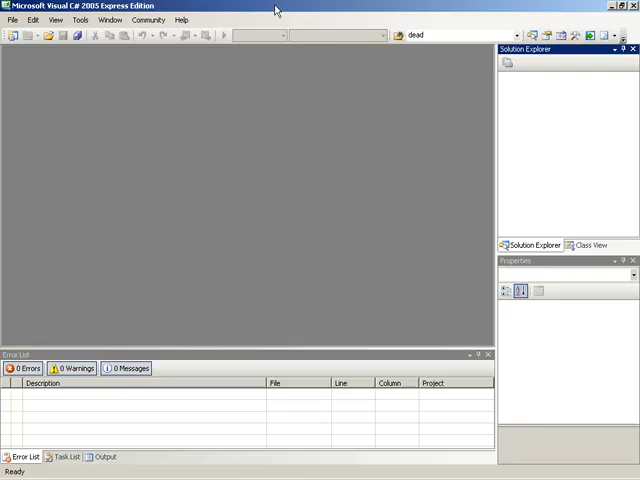 Microsoft Visual C# 2005 Express Edition
File Edit View Tools Window Community Help
dead
Solution Explorer
Solution Explorer Class View
Properties
Error List
0 Errors 0 Warnings 0 Messages
Description File Line Column Project
Error List Task List Output
Ready